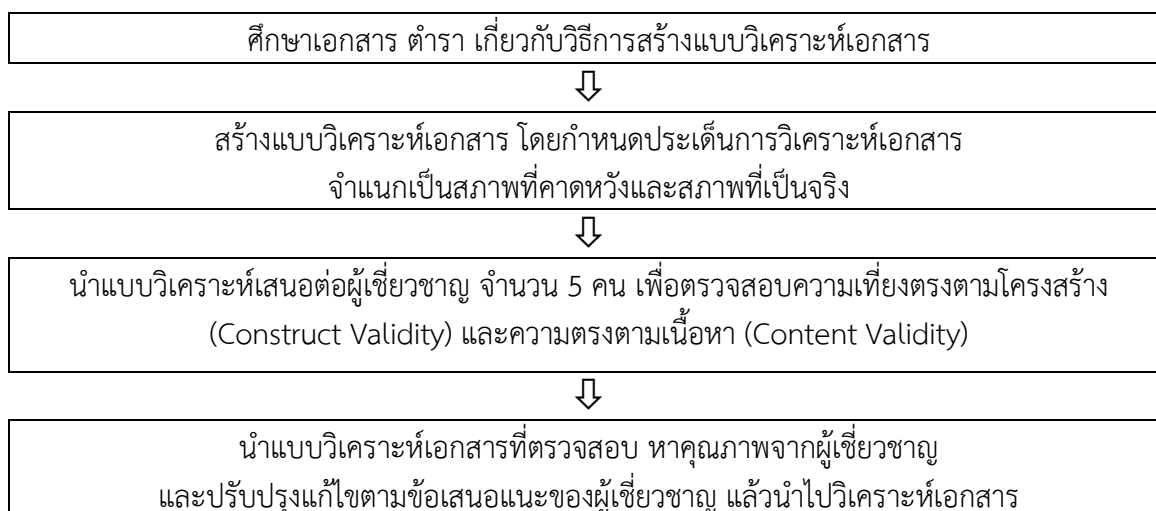 ศึกษาเอกสาร ตำรา เกี่ยวกับวิธีการสร้างแบบวิเคราะห์เอกสาร
สร้างแบบวิเคราะห์เอกสาร โดยกำหนดประเด็นการวิเคราะห์เอกสาร
จำแนกเป็นสภาพที่คาดหวังและสภาพที่เป็นจริง
นำแบบวิเคราะห์เสนอต่อผู้เชี่ยวชาญ จำนวน 5 คน เพื่อตรวจสอบความเที่ยงตรงตามโครงสร้าง
(Construct Validity) และความตรงตามเนื้อหา (Content Validity)
นำแบบวิเคราะห์เอกสารที่ตรวจสอบ หาคุณภาพจากผู้เชี่ยวชาญ
และปรับปรุงแก้ไขตามข้อเสนอแนะของผู้เชี่ยวชาญ แล้วนำไปวิเคราะห์เอกสาร